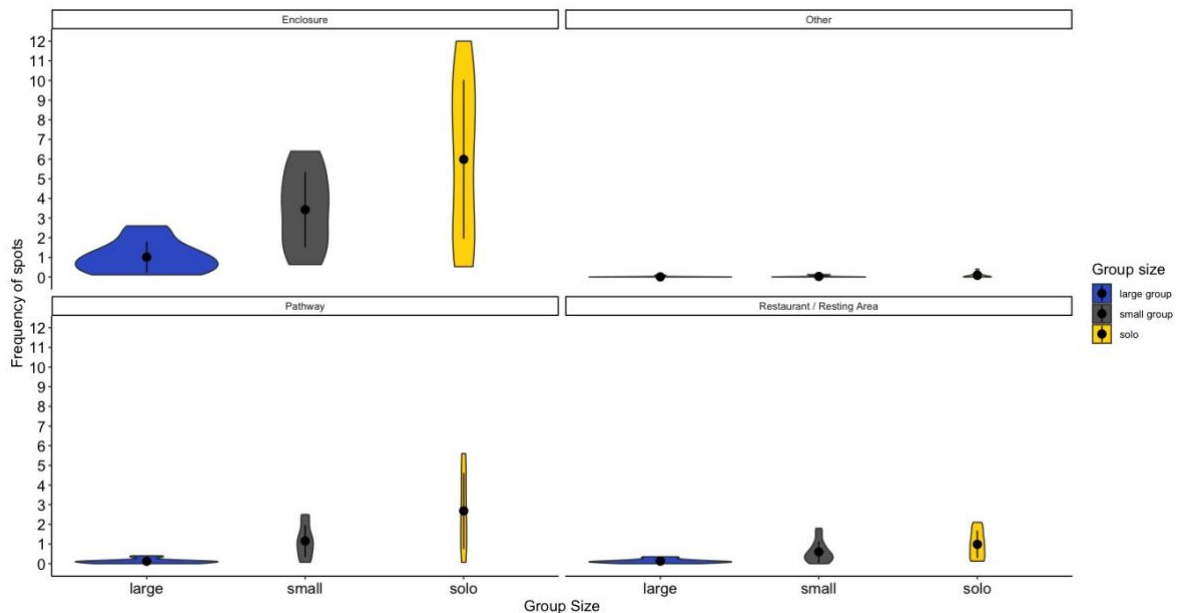 Enclosure
Other
12
11
10
9
8
7
6
5
4
3
2
1
0
Pathway
Restaurant / Resting Area
12
11
10
9
8
7
6
5
4
3
2
1
0
Frequency of spots
large
small
solo
large
small
solo
Group Size
Group size
large group
small group
solo